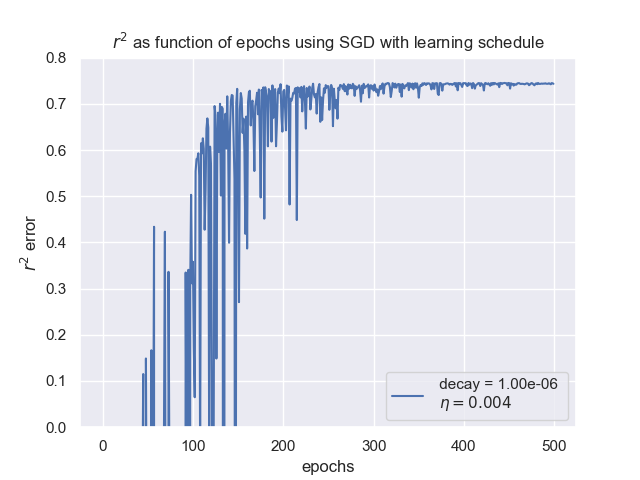 r² as function of epochs using SGD with learning schedule
0.8
0.7
0.6
0.5
0.4
0.3
0.2
0.1
0.0
r² error
decay = 1.00e-06
η = 0.004
0 100 200 300 400 500
epochs